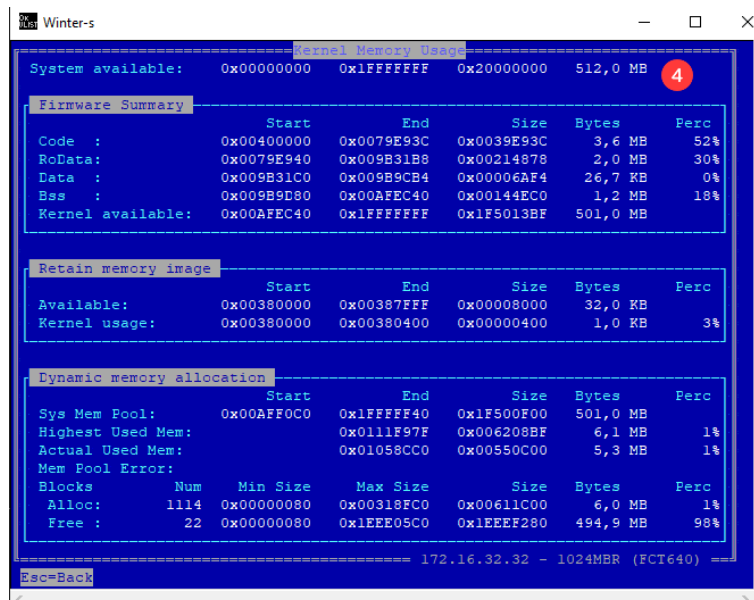 OK ULIST Winter-s
Kernel Memory Usage
System available: 0x00000000 0x1FFFFFFF 0x20000000 512,0 MB 4
Firmware Summary
Start End Size Bytes Perc
Code : 0x00400000 0x0079E93C 0x0039E93C 3,6 MB 52%
RoData: 0x0079E940 0x009B31B8 0x00214878 2,0 MB 30%
Data : 0x009B31C0 0x009B9CB4 0x00006AF4 26,7 KB 0%
Bss : 0x009B9D80 0x00AFEC40 0x00144EC0 1,2 MB 18%
Kernel available: 0x00AFEC40 0x1FFFFFFF 0x1F5013BF 501,0 MB
Retain memory image
Start End Size Bytes Perc
Available: 0x00380000 0x00387FFF 0x00008000 32,0 KB
Kernel usage: 0x00380000 0x00380400 0x00000400 1,0 KB 3%
Dynamic memory allocation
Start End Size Bytes Perc
Sys Mem Pool: 0x00AFF0C0 0x1FFFFF40 0x1F500F00 501,0 MB
Highest Used Mem: 0x0111F97F 0x006208BF 6,1 MB 1%
Actual Used Mem: 0x01058CC0 0x00550C00 5,3 MB 1%
Mem Pool Error:
Blocks Num Min Size Max Size Size Bytes Perc
Alloc: 1114 0x00000080 0x00318FC0 0x00611C00 6,0 MB 1%
Free : 22 0x00000080 0x1EEE05C0 0x1EEEF280 494,9 MB 98%
172.16.32.32 - 1024MBR (FCT640)
Esc=Back